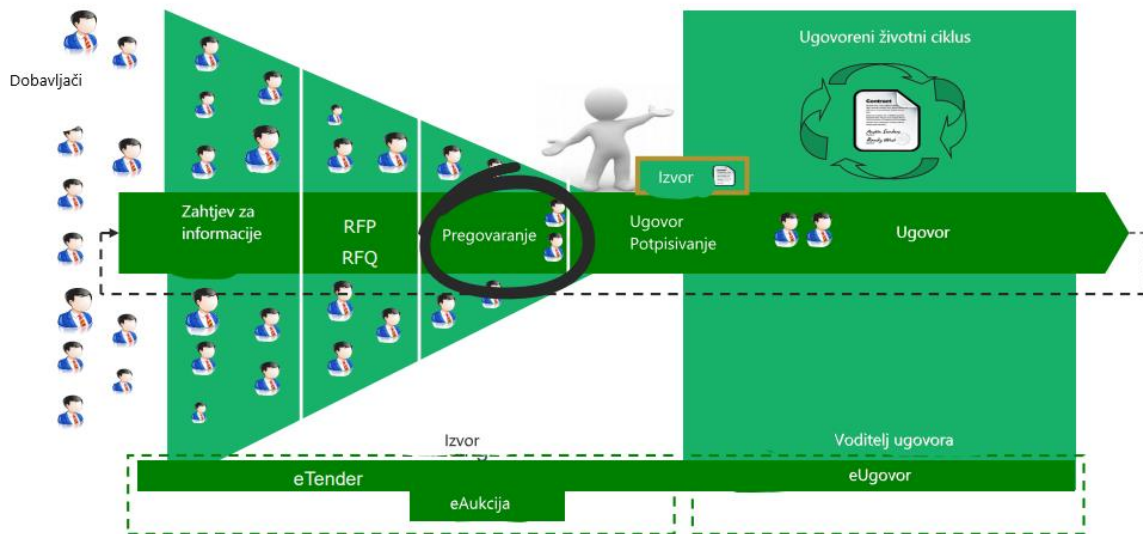 Ugovoreni životni ciklus
Dobavljači
Contract
Izvor
Zahtjev za
informacije
RFP
RFQ
Pregovaranje
Ugovor
Potpisivanje
Ugovor
Izvor
Voditelj ugovora
eTender
eUgovor
eAukcija